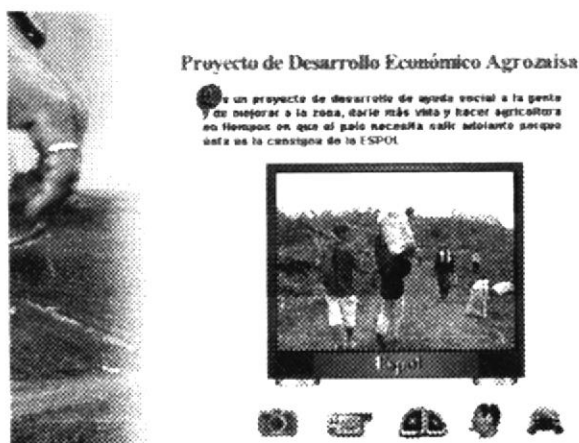 Proyecto de Desarrollo Económico Agrozaisa
Es un proyecto de desarrollo de ayuda social a la gente
y de mejorar a la zona, darle más vida y hacer agricultura
en tiempos en que el país necesita salir adelante porque
esta es la consigna de la ESPOL
Espol